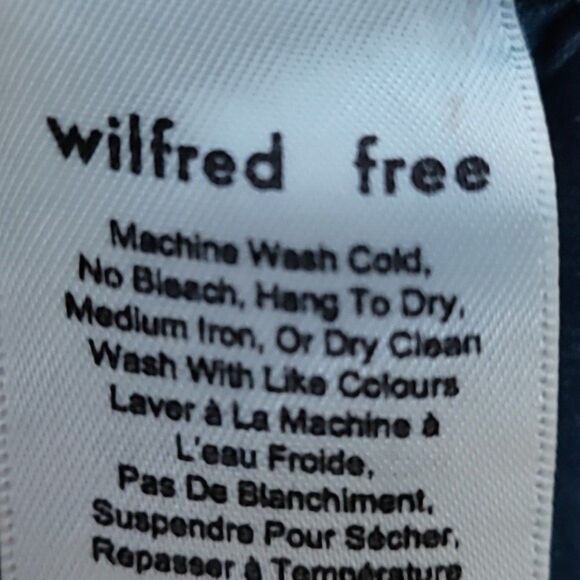 wilfred free
Machine Wash Cold,
No Bleach, Hang To Dry,
Medium Iron, Or Dry Clean
Wash With Like Colours
Laver à La Machine à
L'eau Froide,
Pas De Blanchiment,
Suspendre Pour Sécher,
Repasser à Température